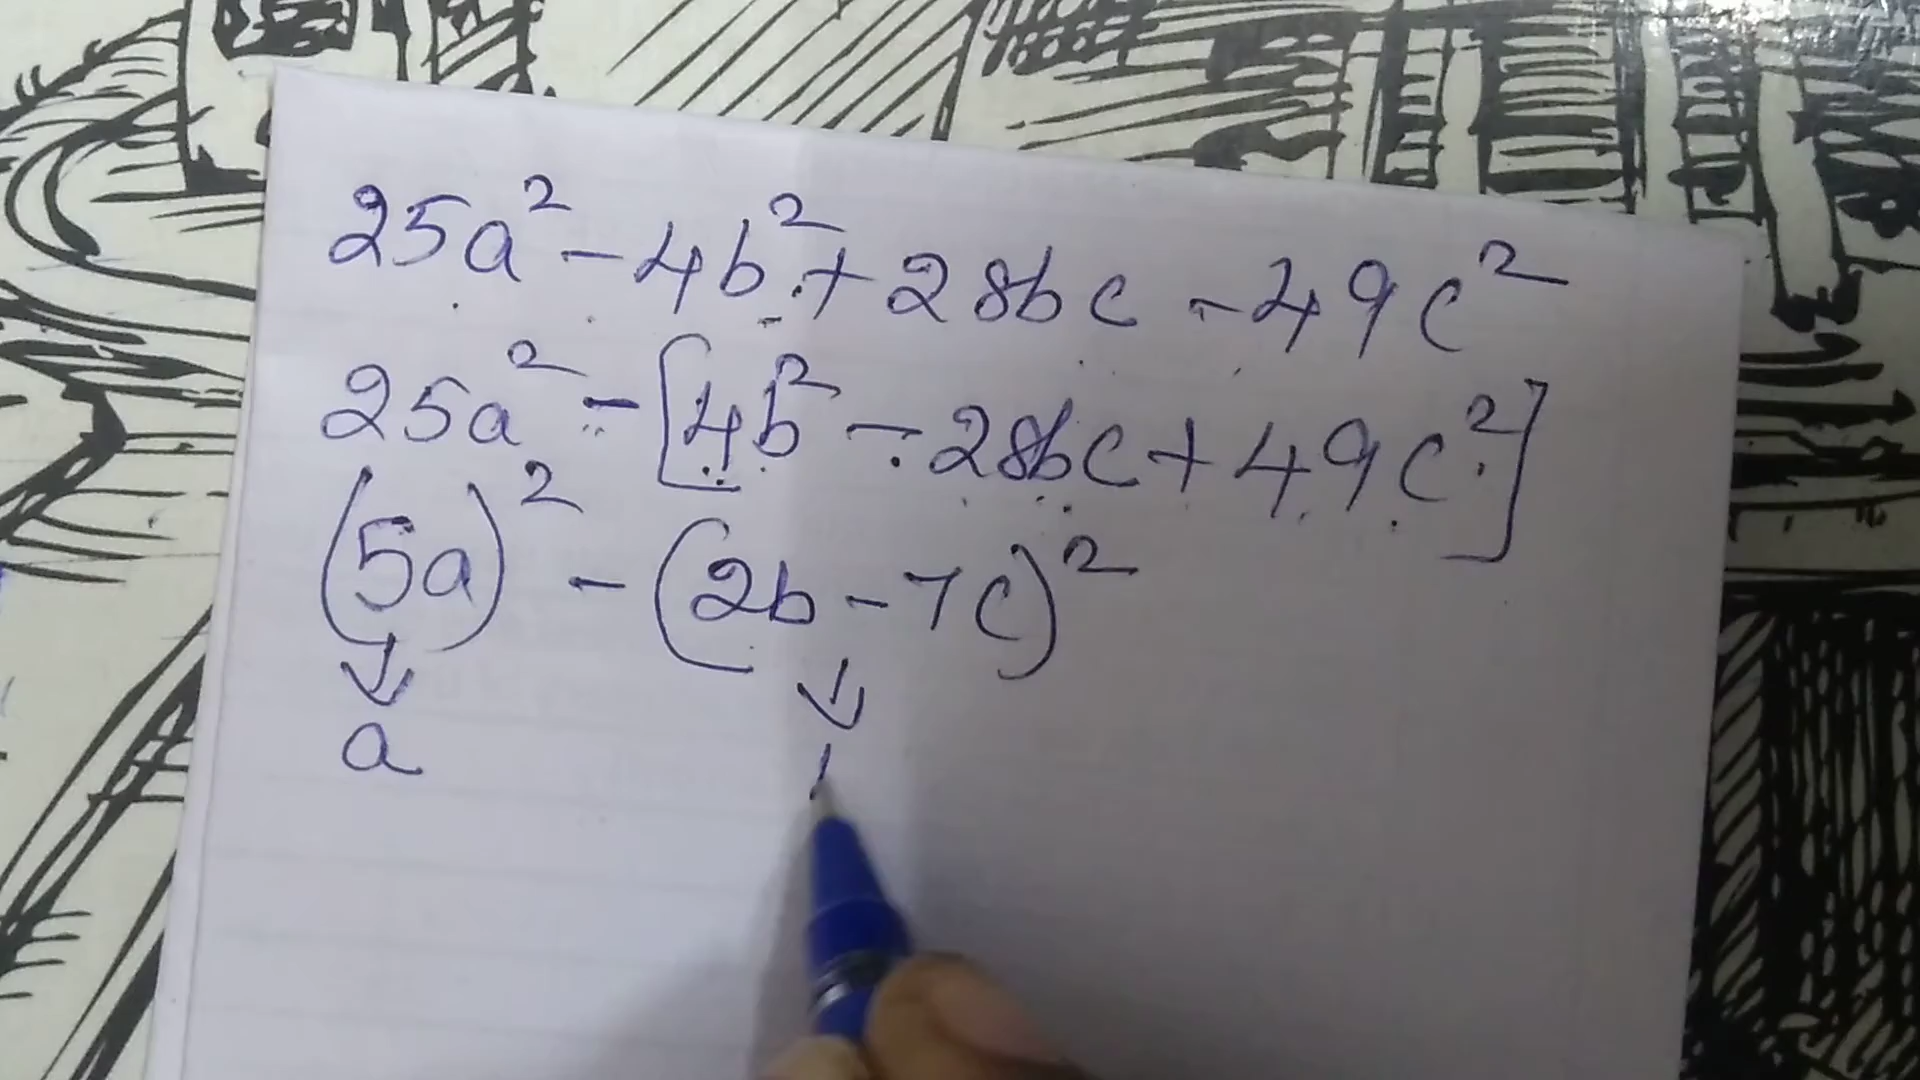 25a² - 4b² + 28bc - 49c²
25a² - [4b² - 28bc + 49c²]
(5a)² - (2b - 7c)²
↓ ↓
a